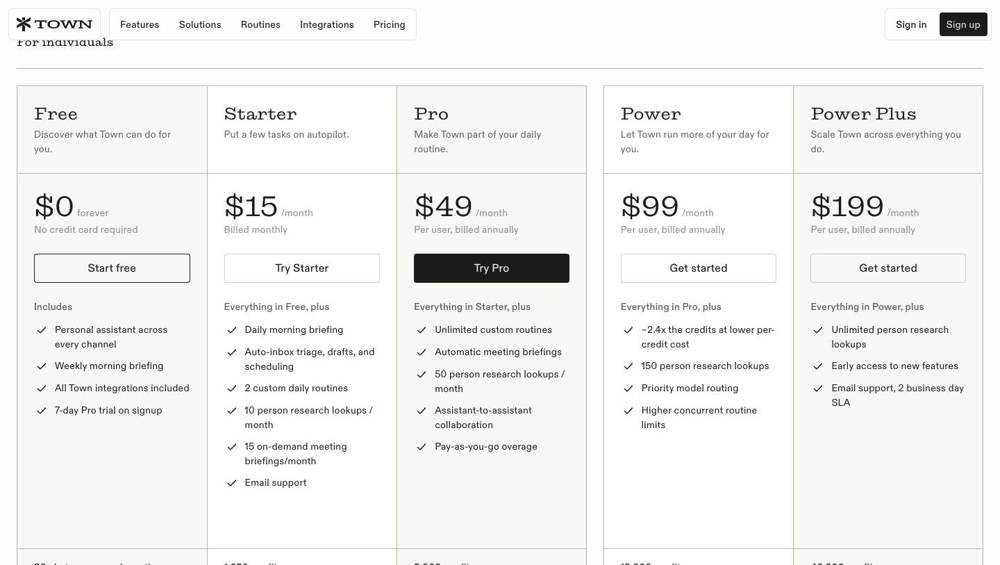 TOWN
Features
Solutions
Routines
Integrations
Pricing
Sign in
Sign up
For individuals
Free
Discover what Town can do for
you.
$0 forever
No credit card required
Start free
Includes
Personal assistant across
every channel
Weekly morning briefing
All Town integrations included
7-day Pro trial on signup
Starter
Put a few tasks on autopilot.
$15 /month
Billed monthly
Try Starter
Everything in Free, plus
Daily morning briefing
Auto-inbox triage, drafts, and
scheduling
2 custom daily routines
10 person research lookups /
month
15 on-demand meeting
briefings/month
Email support
Pro
Make Town part of your daily
routine.
$49 /month
Per user, billed annually
Try Pro
Everything in Starter, plus
Unlimited custom routines
Automatic meeting briefings
50 person research lookups /
month
Assistant-to-assistant
collaboration
Pay-as-you-go overage
Power
Let Town run more of your day for
you.
$99 /month
Per user, billed annually
Get started
Everything in Pro, plus
~2.4x the credits at lower per-
credit cost
150 person research lookups
Priority model routing
Higher concurrent routine
limits
Power Plus
Scale Town across everything you
do.
$199 /month
Per user, billed annually
Get started
Everything in Power, plus
Unlimited person research
lookups
Early access to new features
Email support, 2 business day
SLA